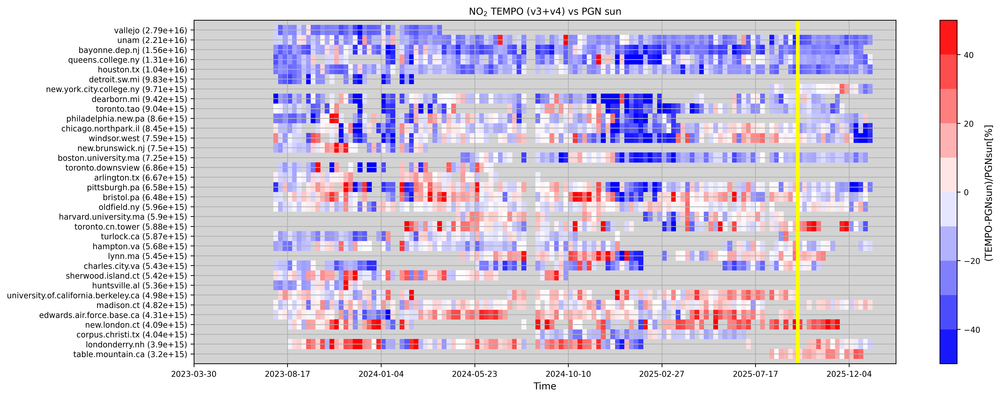 NO₂ TEMPO (v3+v4) vs PGN sun
vallejo (2.79e+16)
unam (2.21e+16)
bayonne.dep.nj (1.56e+16)
queens.college.ny (1.31e+16)
houston.tx (1.04e+16)
detroit.sw.mi (9.83e+15)
new.york.city.college.ny (9.71e+15)
dearborn.mi (9.42e+15)
toronto.tao (9.04e+15)
philadelphia.new.pa (8.6e+15)
chicago.northpark.il (8.45e+15)
windsor.west (7.59e+15)
new.brunswick.nj (7.5e+15)
boston.university.ma (7.25e+15)
toronto.downsview (6.86e+15)
arlington.tx (6.67e+15)
pittsburgh.pa (6.58e+15)
bristol.pa (6.48e+15)
oldfield.ny (5.96e+15)
harvard.university.ma (5.9e+15)
toronto.cn.tower (5.88e+15)
turlock.ca (5.87e+15)
hampton.va (5.68e+15)
lynn.ma (5.45e+15)
charles.city.va (5.43e+15)
sherwood.island.ct (5.42e+15)
huntsville.al (5.36e+15)
university.of.california.berkeley.ca (4.98e+15)
madison.ct (4.82e+15)
edwards.air.force.base.ca (4.31e+15)
new.london.ct (4.09e+15)
corpus.christi.tx (4.04e+15)
londonderry.nh (3.9e+15)
table.mountain.ca (3.2e+15)
2023-03-30 2023-08-17 2024-01-04 2024-05-23 2024-10-10 2025-02-27 2025-07-17 2025-12-04
Time
40
20
0
−20
−40
(TEMPO-PGNsun)/PGNsun[%]